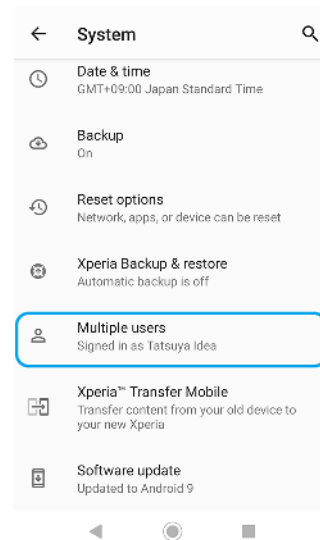 System
Date & time
GMT+09:00 Japan Standard Time
Backup
On
Reset options
Network, apps, or device can be reset
Xperia Backup & restore
Automatic backup is off
Multiple users
Signed in as Tatsuya Idea
Xperia™ Transfer Mobile
Transfer content from your old device to
your new Xperia
Software update
Updated to Android 9